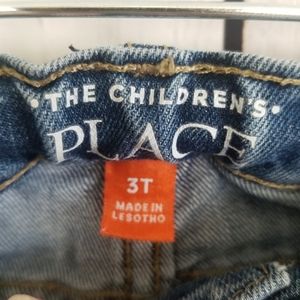 • THE CHILDREN'S •
PLACE
3T
MADE IN
LESOTHO